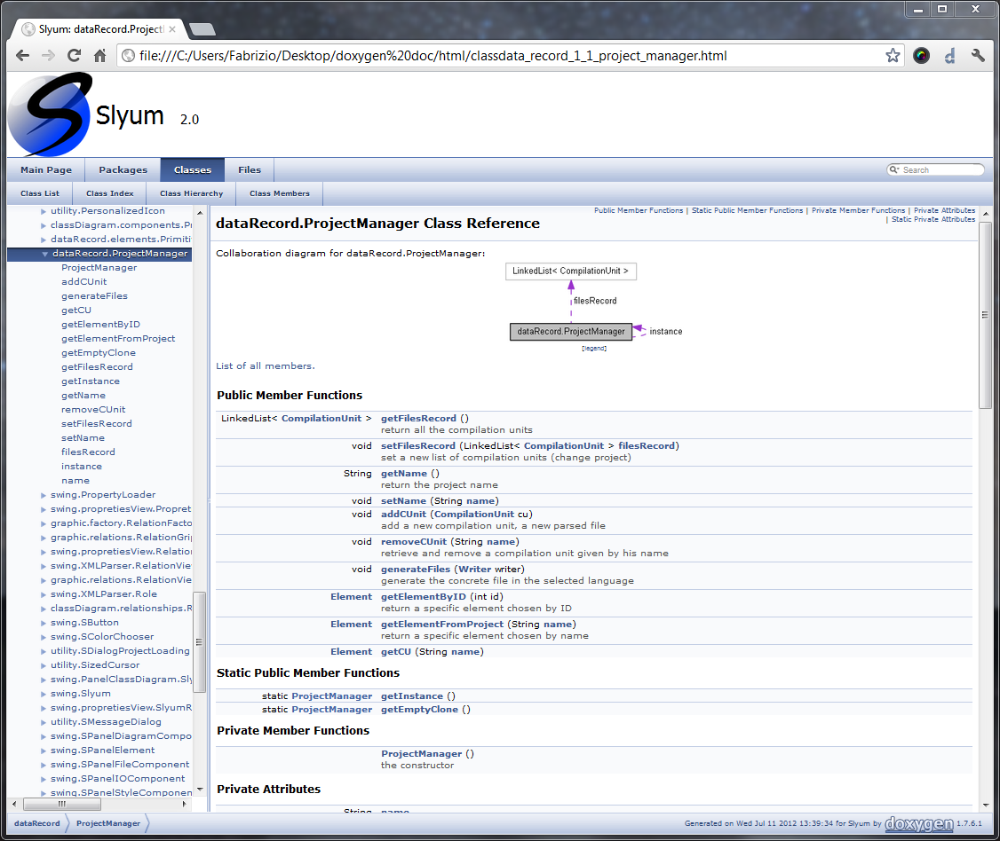 Slyum: dataRecord.Project
file:///C:/Users/Fabrizio/Desktop/doxygen%20doc/html/classdata_record_1_1_project_manager.html
Slyum 2.0
Main Page Packages Classes Files Search
Class List Class Index Class Hierarchy Class Members
utility.PersonalizedIcon
classDiagram.components.Pr
dataRecord.elements.Primiti
dataRecord.ProjectManager
ProjectManager
addCUnit
generateFiles
getCU
getElementByID
getElementFromProject
getEmptyClone
getFilesRecord
getInstance
getName
removeCUnit
setFilesRecord
setName
filesRecord
instance
name
swing.PropertyLoader
swing.propretiesView.Propret
graphic.factory.RelationFacto
graphic.relations.RelationGrip
swing.propretiesView.Relation
swing.XMLParser.RelationVie
graphic.relations.RelationVie
swing.XMLParser.Role
classDiagram.relationships.R
swing.SButton
swing.SColorChooser
utility.SDialogProjectLoading
utility.SizedCursor
swing.PanelClassDiagram.Sly
swing.Slyum
swing.propretiesView.SlyumR
utility.SMessageDialog
swing.SPanelDiagramCompo
swing.SPanelElement
swing.SPanelFileComponent
swing.SPanelIOComponent
swing.SPanelStyleComponen
Public Member Functions | Static Public Member Functions | Private Member Functions | Private Attributes
| Static Private Attributes
dataRecord.ProjectManager Class Reference
Collaboration diagram for dataRecord.ProjectManager:
LinkedList< CompilationUnit >
filesRecord
dataRecord.ProjectManager instance
[legend]
List of all members.
Public Member Functions
LinkedList< CompilationUnit > getFilesRecord ()
return all the compilation units
void setFilesRecord (LinkedList< CompilationUnit > filesRecord)
set a new list of compilation units (change project)
String getName ()
return the project name
void setName (String name)
void addCUnit (CompilationUnit cu)
add a new compilation unit, a new parsed file
void removeCUnit (String name)
retrieve and remove a compilation unit given by his name
void generateFiles (Writer writer)
generate the concrete file in the selected language
Element getElementByID (int id)
return a specific element chosen by ID
Element getElementFromProject (String name)
return a specific element chosen by name
Element getCU (String name)
Static Public Member Functions
static ProjectManager getInstance ()
static ProjectManager getEmptyClone ()
Private Member Functions
ProjectManager ()
the constructor
Private Attributes
String name
dataRecord ProjectManager
Generated on Wed Jul 11 2012 13:39:34 for Slyum by doxygen 1.7.6.1